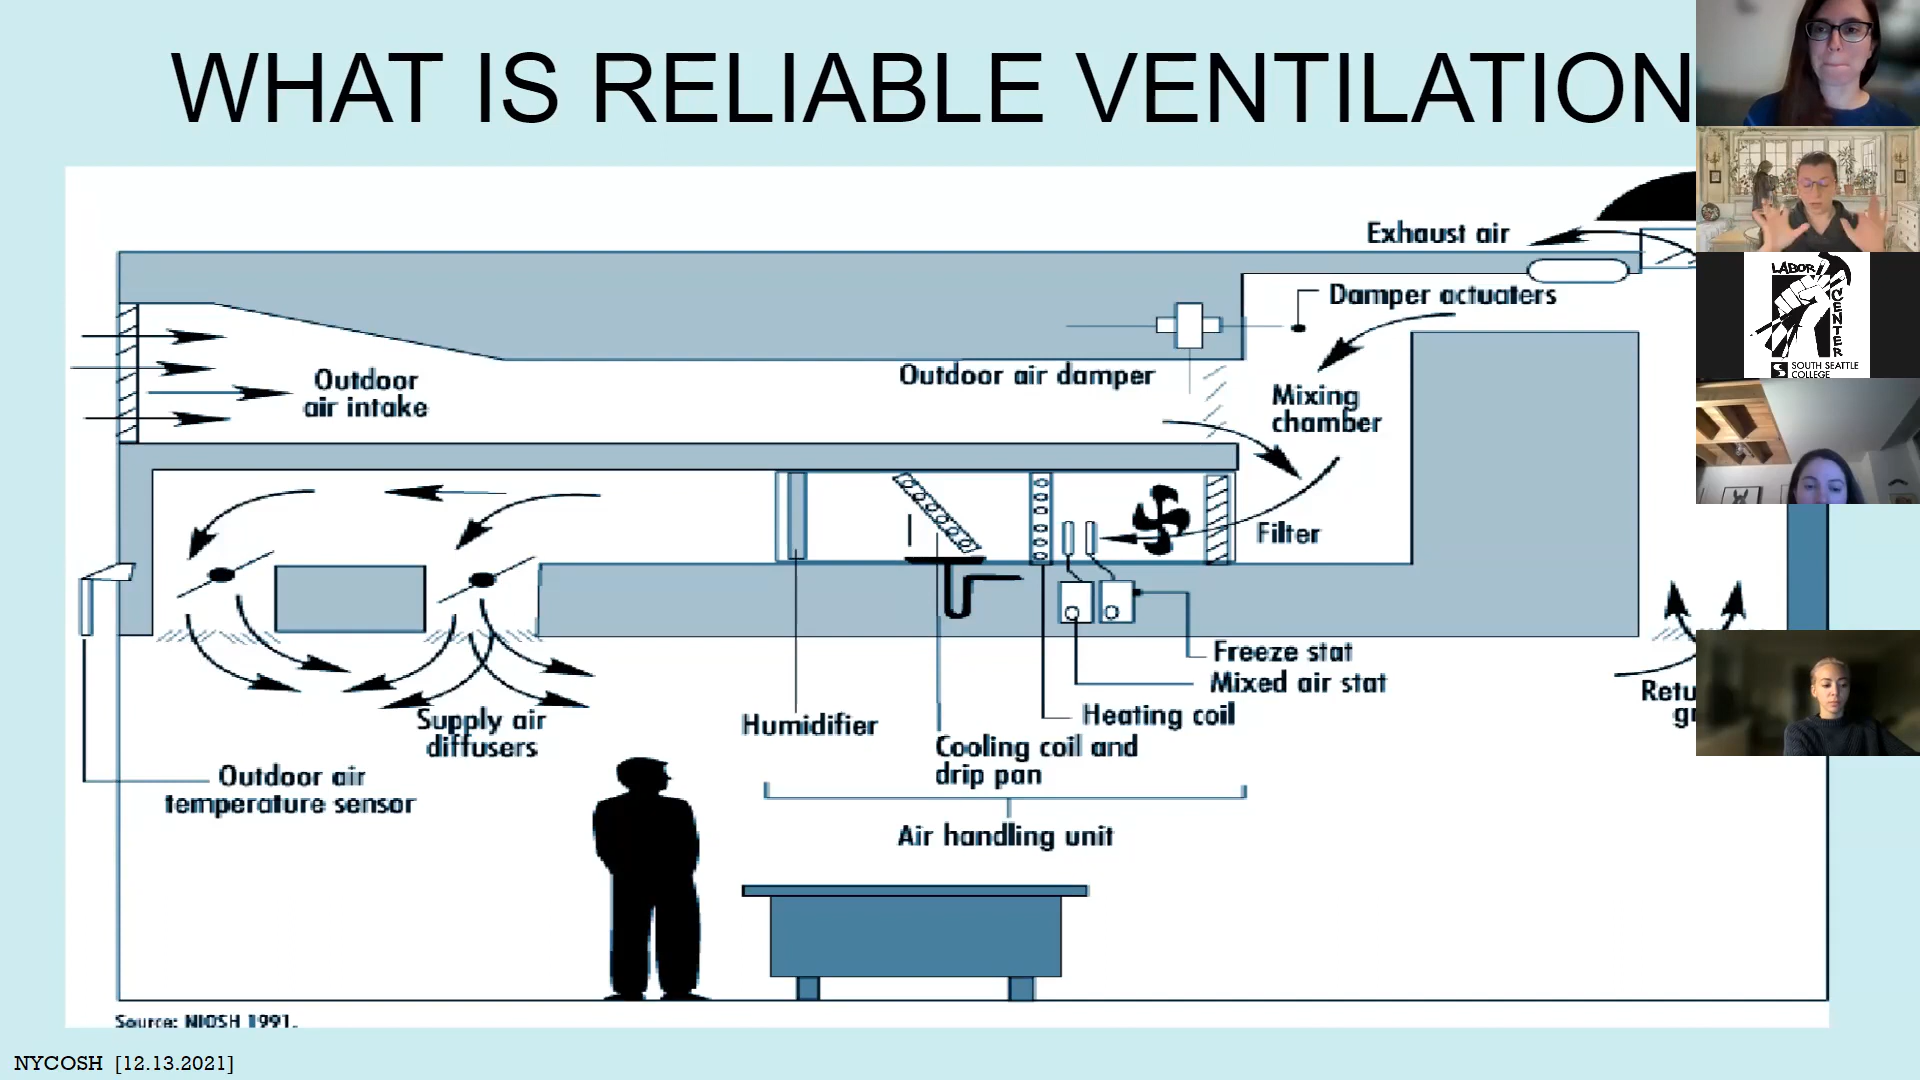 WHAT IS RELIABLE VENTILATION
Exhaust air
Damper actuaters
Outdoor
air intake
Outdoor air damper
Mixing
chamber
Filter
Freeze stat
Mixed air stat
Heating coil
Humidifier
Cooling coil and
drip pan
Supply air
diffusers
Outdoor air
temperature sensor
Air handling unit
Source: NIOSH 1991.
NYCOSH [12.13.2021]
LABOR
CENTER
SOUTH SEATTLE
COLLEGE